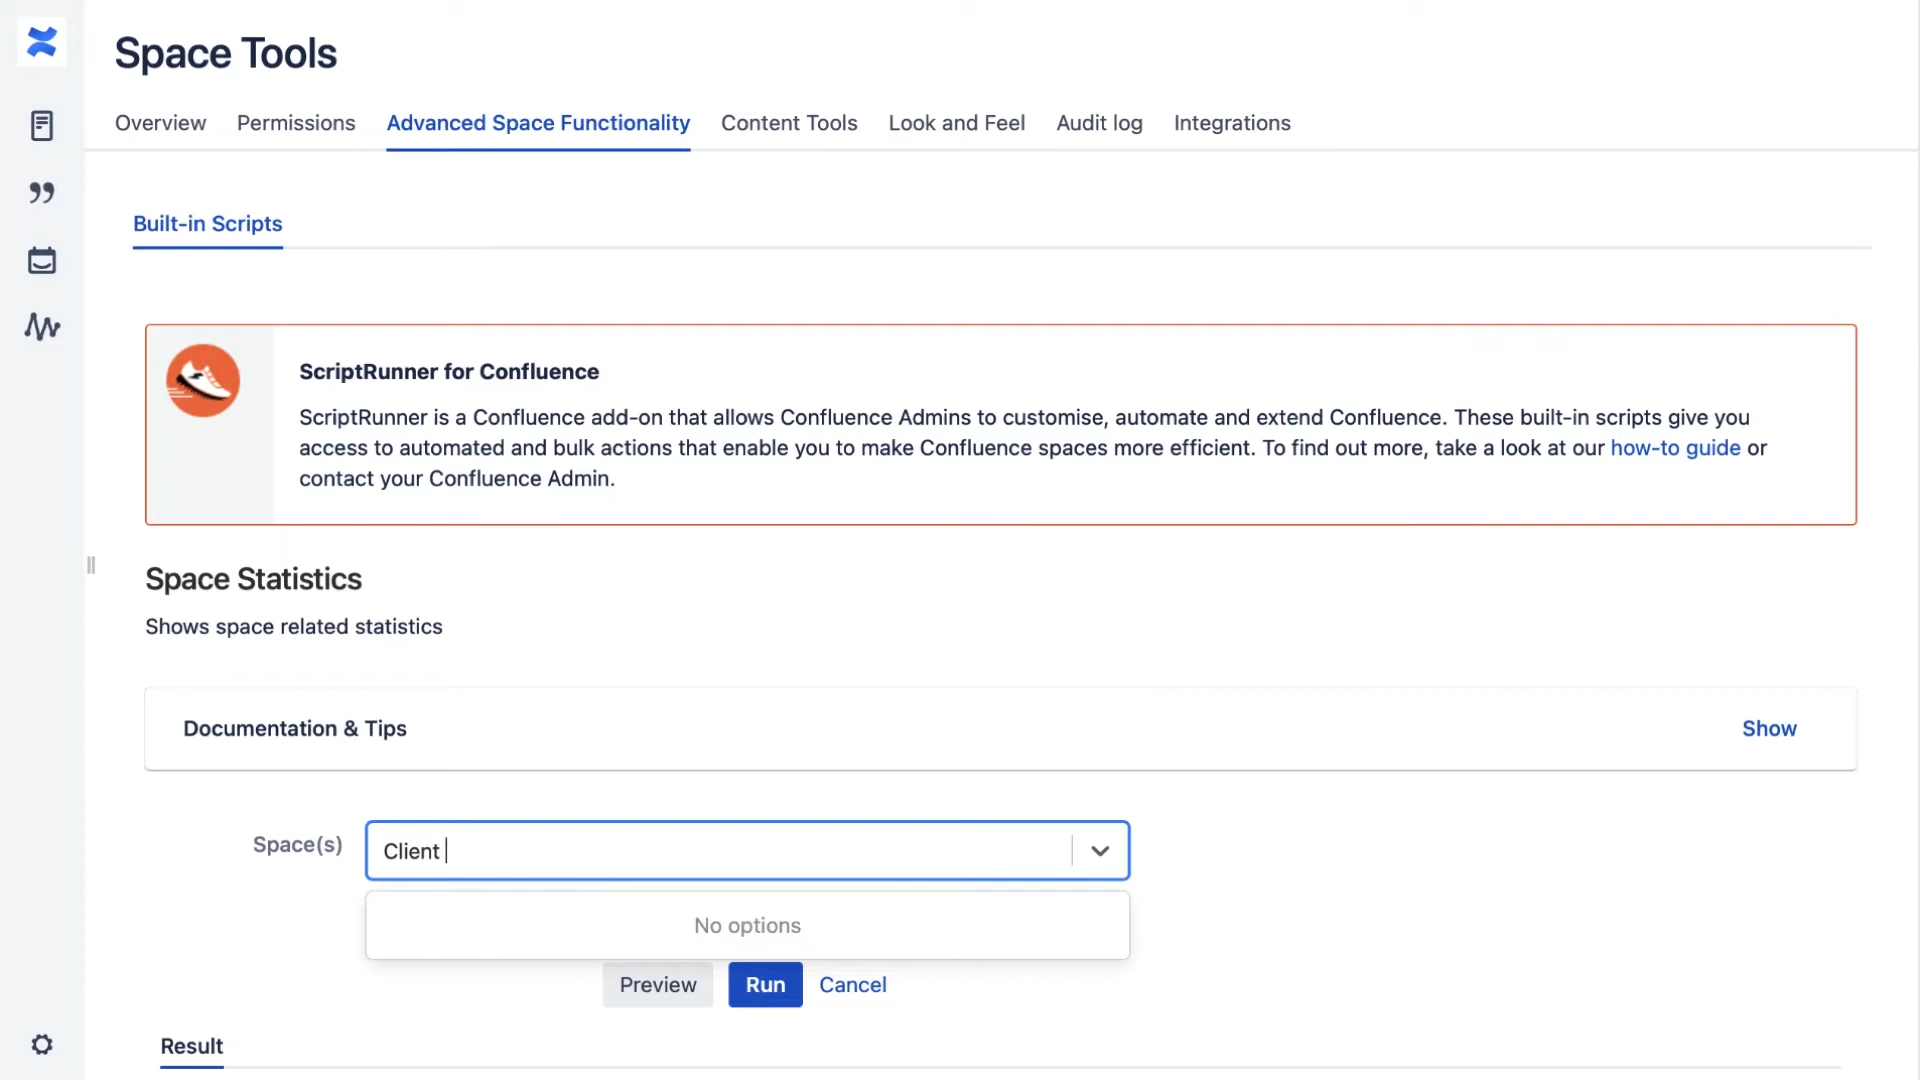 Space Tools
Overview Permissions Advanced Space Functionality Content Tools Look and Feel Audit log Integrations
Built-in Scripts
ScriptRunner for Confluence
ScriptRunner is a Confluence add-on that allows Confluence Admins to customise, automate and extend Confluence. These built-in scripts give you
access to automated and bulk actions that enable you to make Confluence spaces more efficient. To find out more, take a look at our how-to guide or
contact your Confluence Admin.
Space Statistics
Shows space related statistics
Documentation & Tips Show
Space(s) Client
No options
Preview Run Cancel
Result